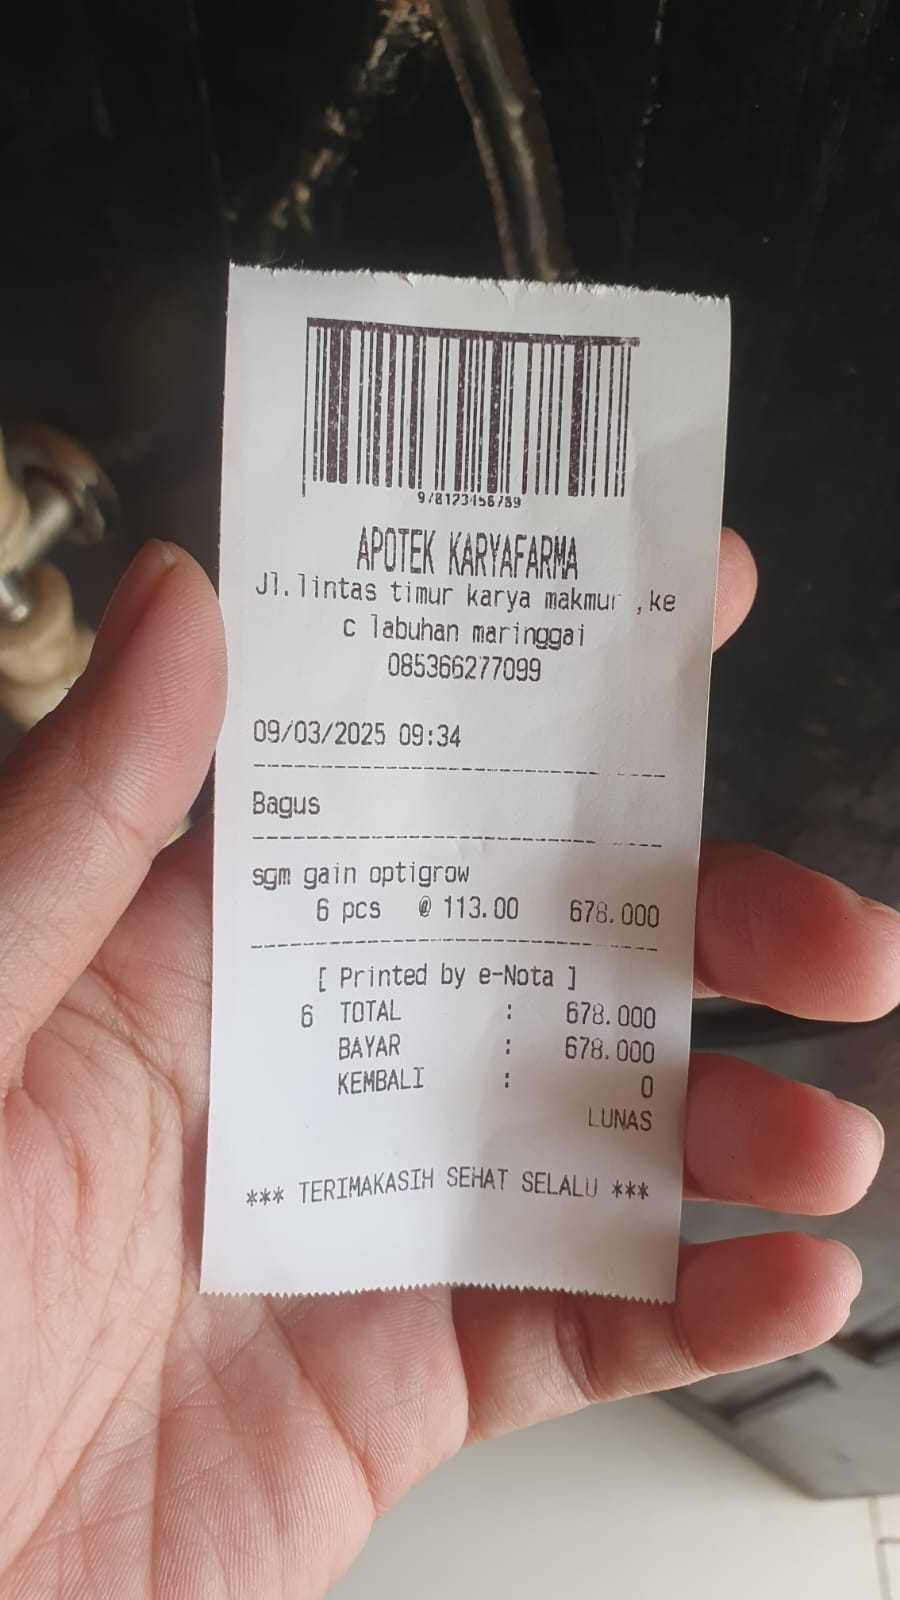 978123456789
APOTEK KARYAFARMA
Jl.lintas timur karya makmur ,ke
c labuhan maringgai
085366277099
09/03/2025 09:34
Bagus
sgm gain optigrow
6 pcs @ 113.00 678.000
[ Printed by e-Nota ]
6 TOTAL : 678.000
BAYAR : 678.000
KEMBALI : 0
LUNAS
*** TERIMAKASIH SEHAT SELALU ***